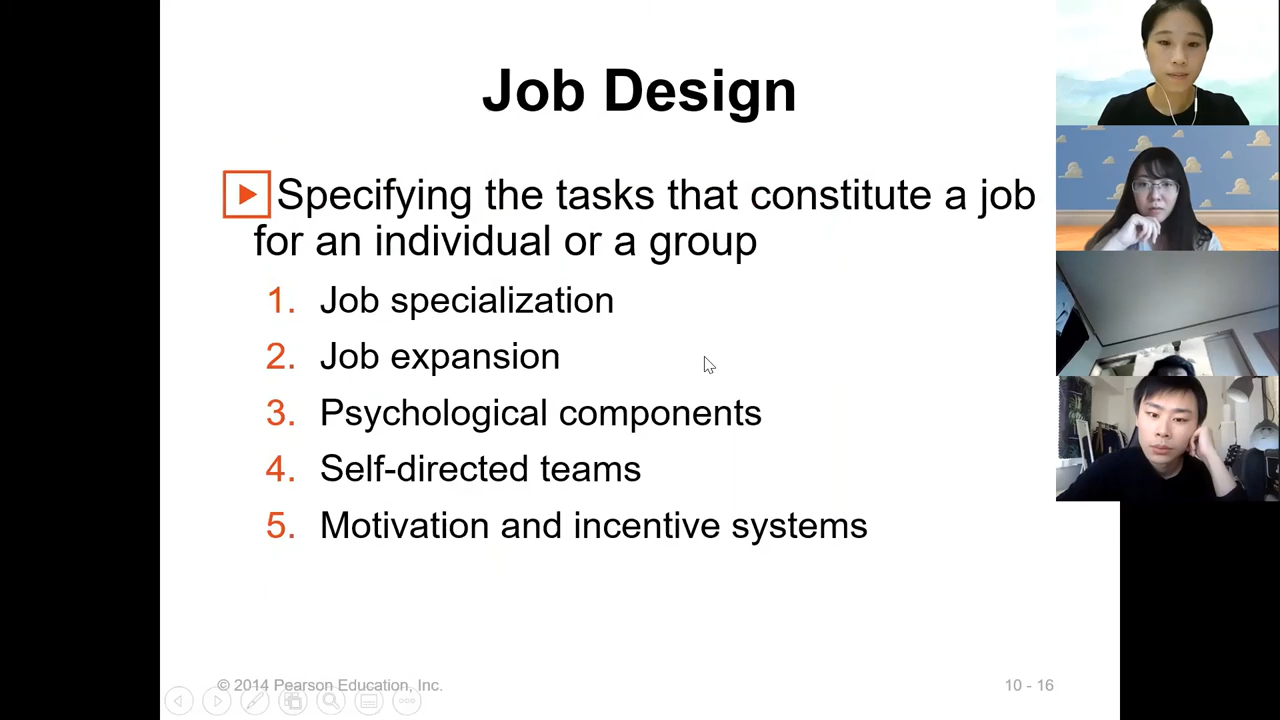 Job Design
Specifying the tasks that constitute a job
for an individual or a group
1. Job specialization
2. Job expansion
3. Psychological components
4. Self-directed teams
5. Motivation and incentive systems
© 2014 Pearson Education, Inc.
10 - 16